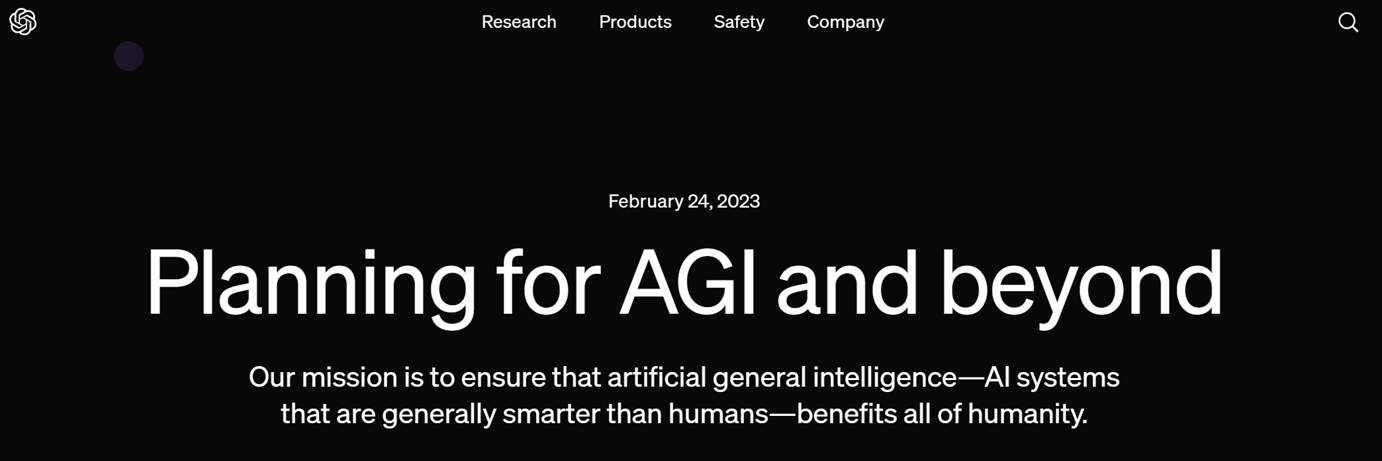 Research Products Safety Company
February 24, 2023
Planning for AGI and beyond
Our mission is to ensure that artificial general intelligence—AI systems
that are generally smarter than humans—benefits all of humanity.